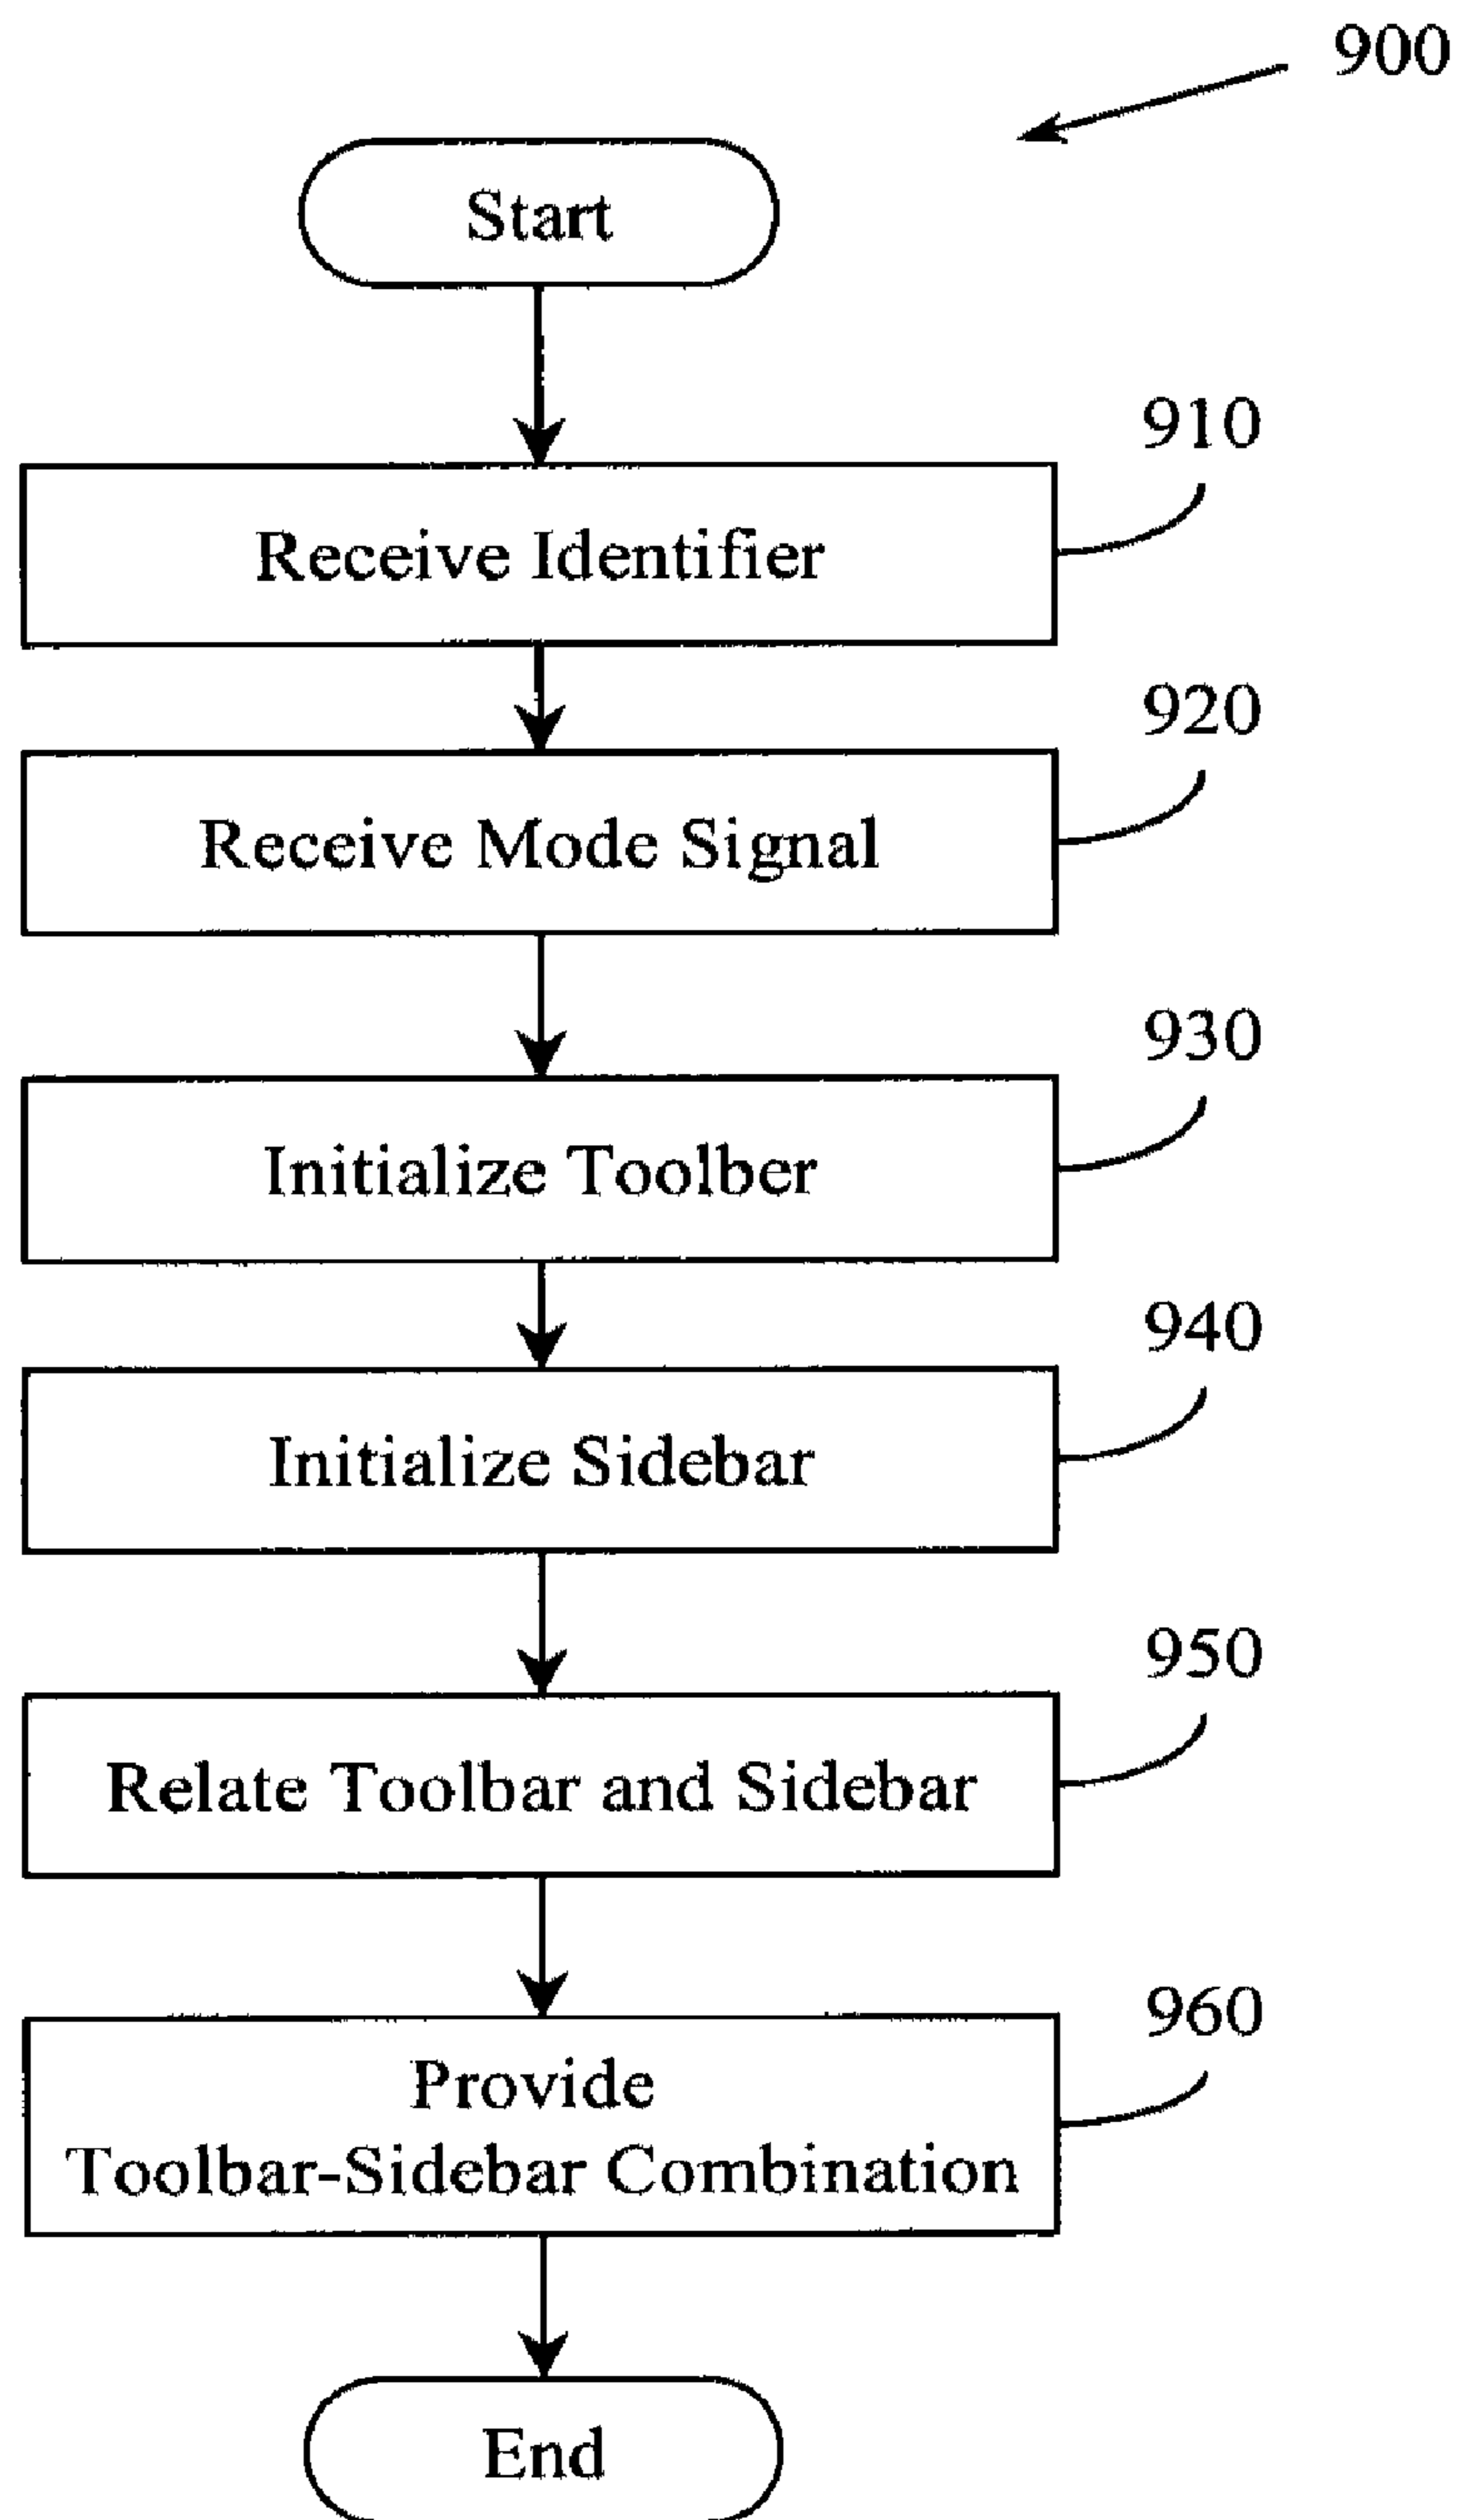 900
Start
910
Receive Identifier
920
Receive Mode Signal
930
Initialize Toolber
940
Initialize Sidebar
950
Relate Toolbar and Sidebar
960
Provide
Toolbar-Sidebar Combination
End